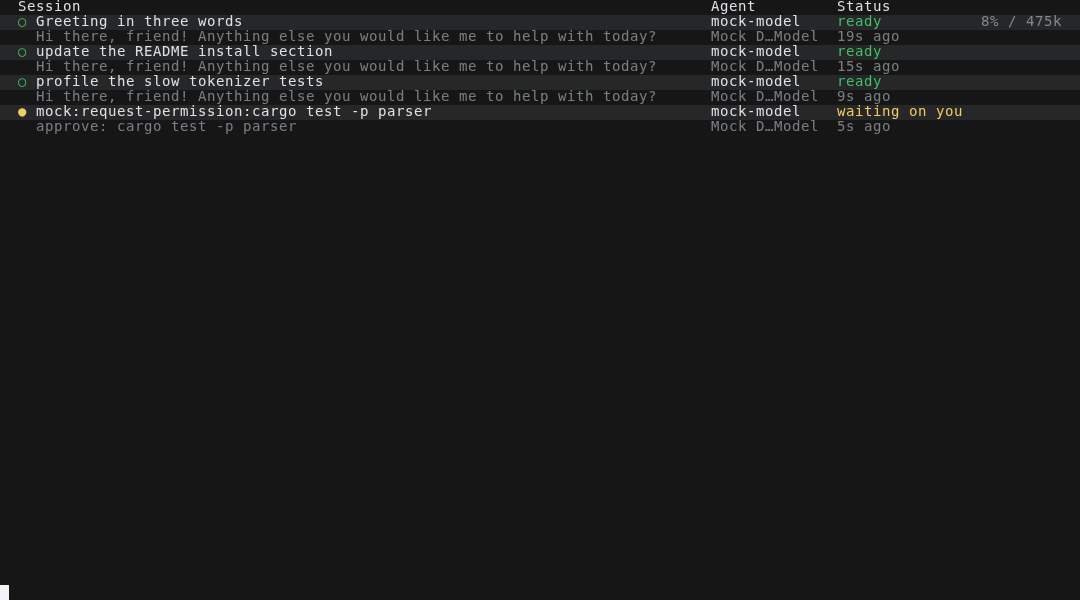 Session Agent Status
○ Greeting in three words mock-model ready 8% / 475k
Hi there, friend! Anything else you would like me to help with today? Mock D…Model 19s ago
○ update the README install section mock-model ready
Hi there, friend! Anything else you would like me to help with today? Mock D…Model 15s ago
○ profile the slow tokenizer tests mock-model ready
Hi there, friend! Anything else you would like me to help with today? Mock D…Model 9s ago
● mock:request-permission:cargo test -p parser mock-model waiting on you
approve: cargo test -p parser Mock D…Model 5s ago